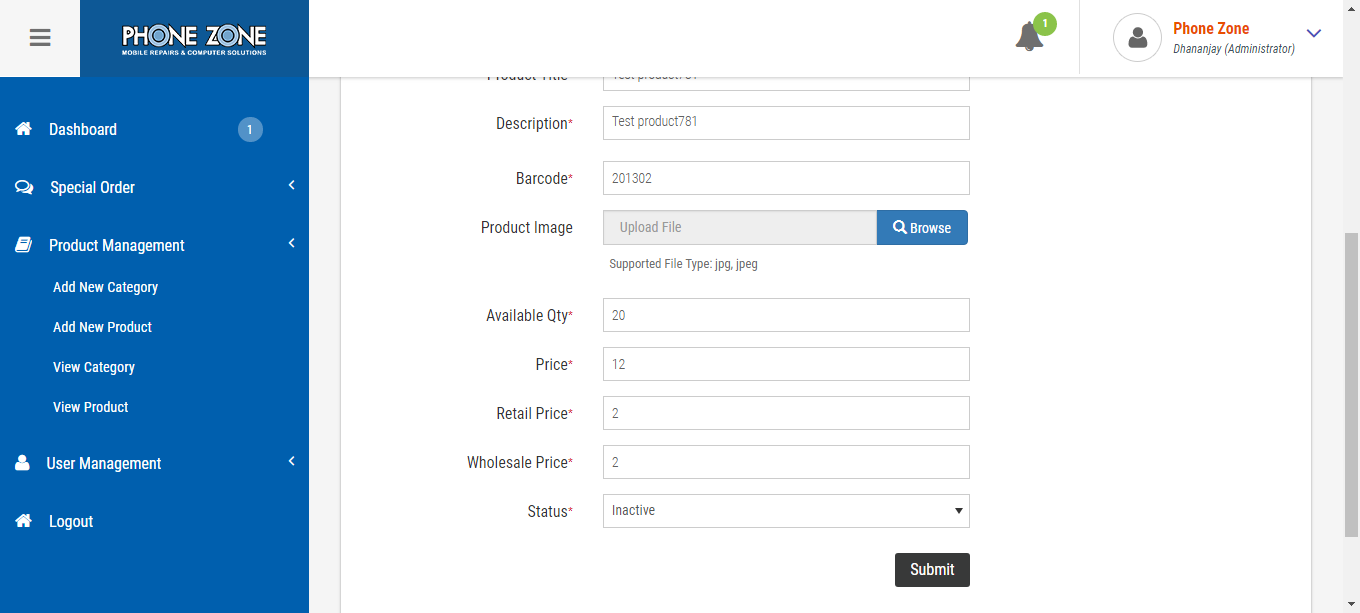 PHONE ZONE
MOBILE REPAIRS & COMPUTER SOLUTIONS
1
Phone Zone
Dhananjay (Administrator)
Dashboard
1
Special Order
Product Management
Add New Category
Add New Product
View Category
View Product
User Management
Logout
Description* Test product781
Barcode* 201302
Product Image Upload File Browse
Supported File Type: jpg, jpeg
Available Qty* 20
Price* 12
Retail Price* 2
Wholesale Price* 2
Status* Inactive
Submit